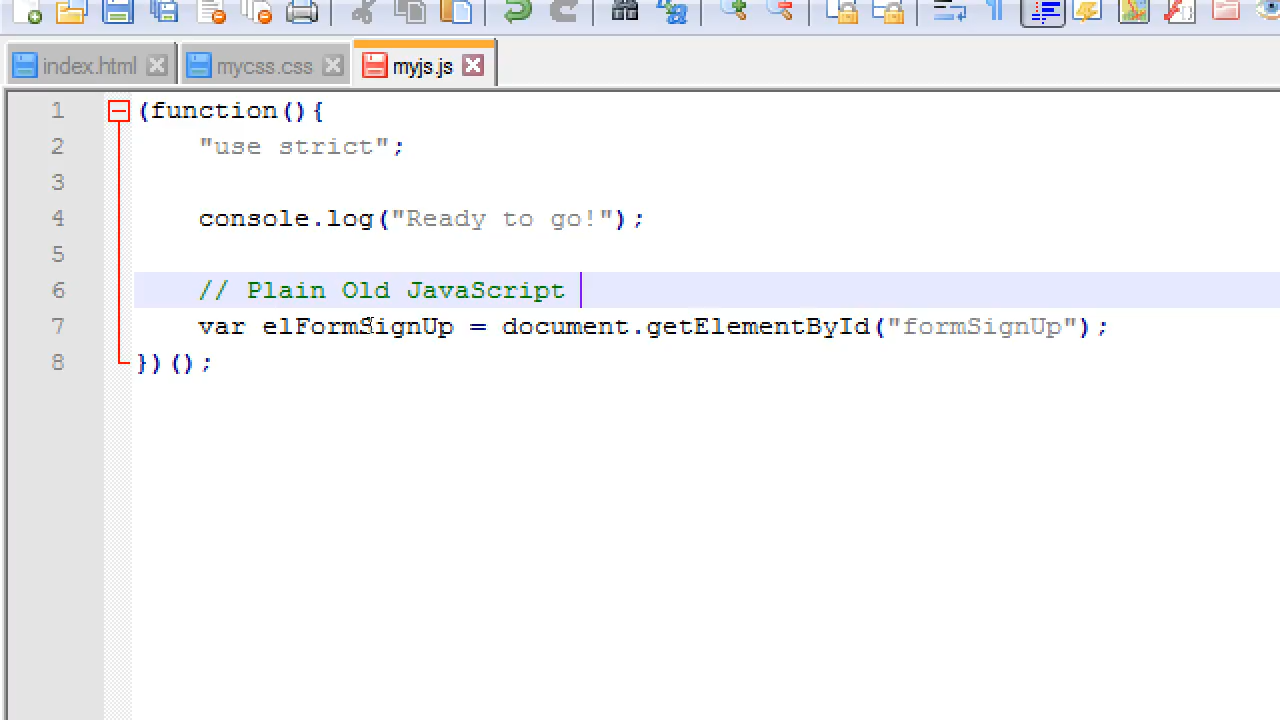 index.html mycss.css myjs.js
1 (function(){
2 "use strict";
3
4 console.log("Ready to go!");
5
6 // Plain Old JavaScript
7 var elFormSignUp = document.getElementById("formSignUp");
8 })();